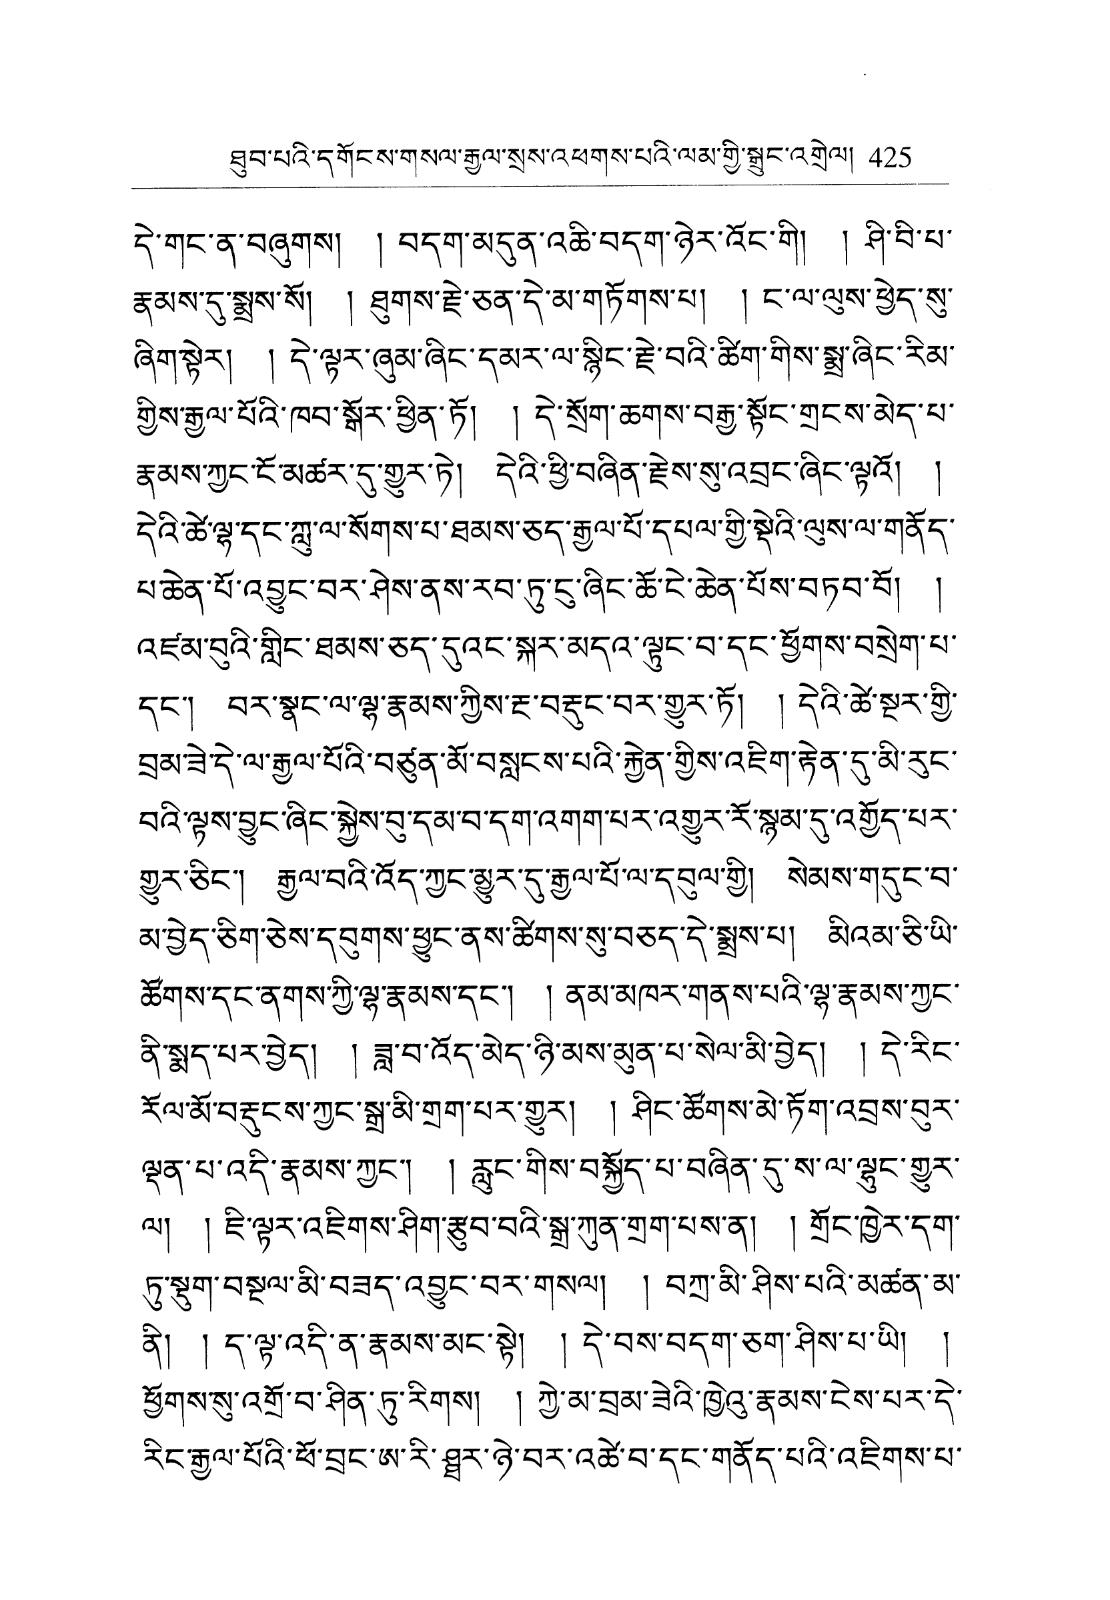 ཐུབ་པའི་དགོངས་གསལ་རྒྱལ་སྲས་འཕགས་པའི་ལམ་གྱི་སྒྲུང་འགྲེལ། 425
དེ་གང་ན་བཞུགས། །བདག་མདུན་འཆི་བདག་ཉེར་འོང་གི། །ཤི་བི་པ་
རྣམས་དུ་སྨྲས་སོ། །ཐུགས་རྗེ་ཅན་དེ་མ་གཏོགས་པ། །ང་ལ་ལུས་ཕྱེད་སུ་
ཞིག་སྟེར། །དེ་ལྟར་ཞུམ་ཞིང་དམར་ལ་སྙིང་རྗེ་བའི་ཚིག་གིས་སྨྲ་ཞིང་རིམ་
གྱིས་རྒྱལ་པོའི་ཁབ་སྒོར་ཕྱིན་ཏོ། །དེ་སྲོག་ཆགས་བརྒྱ་སྟོང་གྲངས་མེད་པ་
རྣམས་ཀྱང་ངོ་མཚར་དུ་གྱུར་ཏེ། དེའི་ཕྱི་བཞིན་རྗེས་སུ་འབྲང་ཞིང་ལྟའོ། །
དེའི་ཚེ་ལྷ་དང་ཀླུ་ལ་སོགས་པ་ཐམས་ཅད་རྒྱལ་པོ་དཔལ་གྱི་སྡེའི་ལུས་ལ་གནོད་
པ་ཆེན་པོ་འབྱུང་བར་ཤེས་ནས་རབ་ཏུ་ངུ་ཞིང་ཆོ་ངེ་ཆེན་པོས་བཏབ་བོ། །
འཛམ་བུའི་གླིང་ཐམས་ཅད་དུའང་སྐར་མདའ་ལྟུང་བ་དང་ཕྱོགས་བསྲེག་པ་
དང་། བར་སྣང་ལ་ལྷ་རྣམས་ཀྱིས་རྔ་བརྡུང་བར་གྱུར་ཏོ། །དེའི་ཚེ་སྔར་གྱི་
བྲམ་ཟེ་དེ་ལ་རྒྱལ་པོའི་བཙུན་མོ་བསླངས་པའི་རྐྱེན་གྱིས་འཇིག་རྟེན་དུ་མི་རུང་
བའི་ལྟས་བྱུང་ཞིང་སྐྱེས་བུ་དམ་བ་དག་འགག་པར་འགྱུར་རོ་སྙམ་དུ་འགྱོད་པར་
གྱུར་ཅིང་། རྒྱལ་བའི་འོད་ཀྱང་མྱུར་དུ་རྒྱལ་པོ་ལ་དབུལ་གྱི། སེམས་གདུང་བ་
མ་བྱེད་ཅིག་ཅེས་དབུགས་ཕྱུང་ནས་ཚིགས་སུ་བཅད་དེ་སྨྲས་པ། མིའམ་ཅི་ཡི་
ཚོགས་དང་ནགས་ཀྱི་ལྷ་རྣམས་དང་། །ནམ་མཁར་གནས་པའི་ལྷ་རྣམས་ཀྱང་
ནི་སྨད་པར་བྱེད། །ཟླ་བ་འོད་མེད་ཉི་མས་མུན་པ་སེལ་མི་བྱེད། །དེ་རིང་
རོལ་མོ་བརྡུངས་ཀྱང་སྒྲ་མི་གྲག་པར་གྱུར། །ཤིང་ཚོགས་མེ་ཏོག་འབྲས་བུར་
ལྡན་པ་འདི་རྣམས་ཀྱང་། །རླུང་གིས་བསྐྱོད་པ་བཞིན་དུ་ས་ལ་ལྷུང་གྱུར་
ལ། །ཇི་ལྟར་འཇིགས་ཤིག་རྩུབ་བའི་སྒྲ་ཀུན་གྲག་པས་ན། །གྲོང་ཁྱེར་དག་
ཏུ་སྡུག་བསྔལ་མི་བཟད་འབྱུང་བར་གསལ། །བཀྲ་མི་ཤིས་པའི་མཚན་མ་
ནི། །ད་ལྟ་འདི་ན་རྣམས་མང་སྟེ། །དེ་བས་བདག་ཅག་ཤིས་པ་ཡི། །
ཕྱོགས་སུ་འགྲོ་བ་ཤིན་ཏུ་རིགས། །ཀྱེ་མ་བྲམ་ཟེའི་ཁྱེའུ་རྣམས་ངེས་པར་དེ་
རིང་རྒྱལ་པོའི་ཕོ་བྲང་ཨ་རི་ཤྤར་ཉེ་བར་འཚེ་བ་དང་གནོད་པའི་འཇིགས་པ་